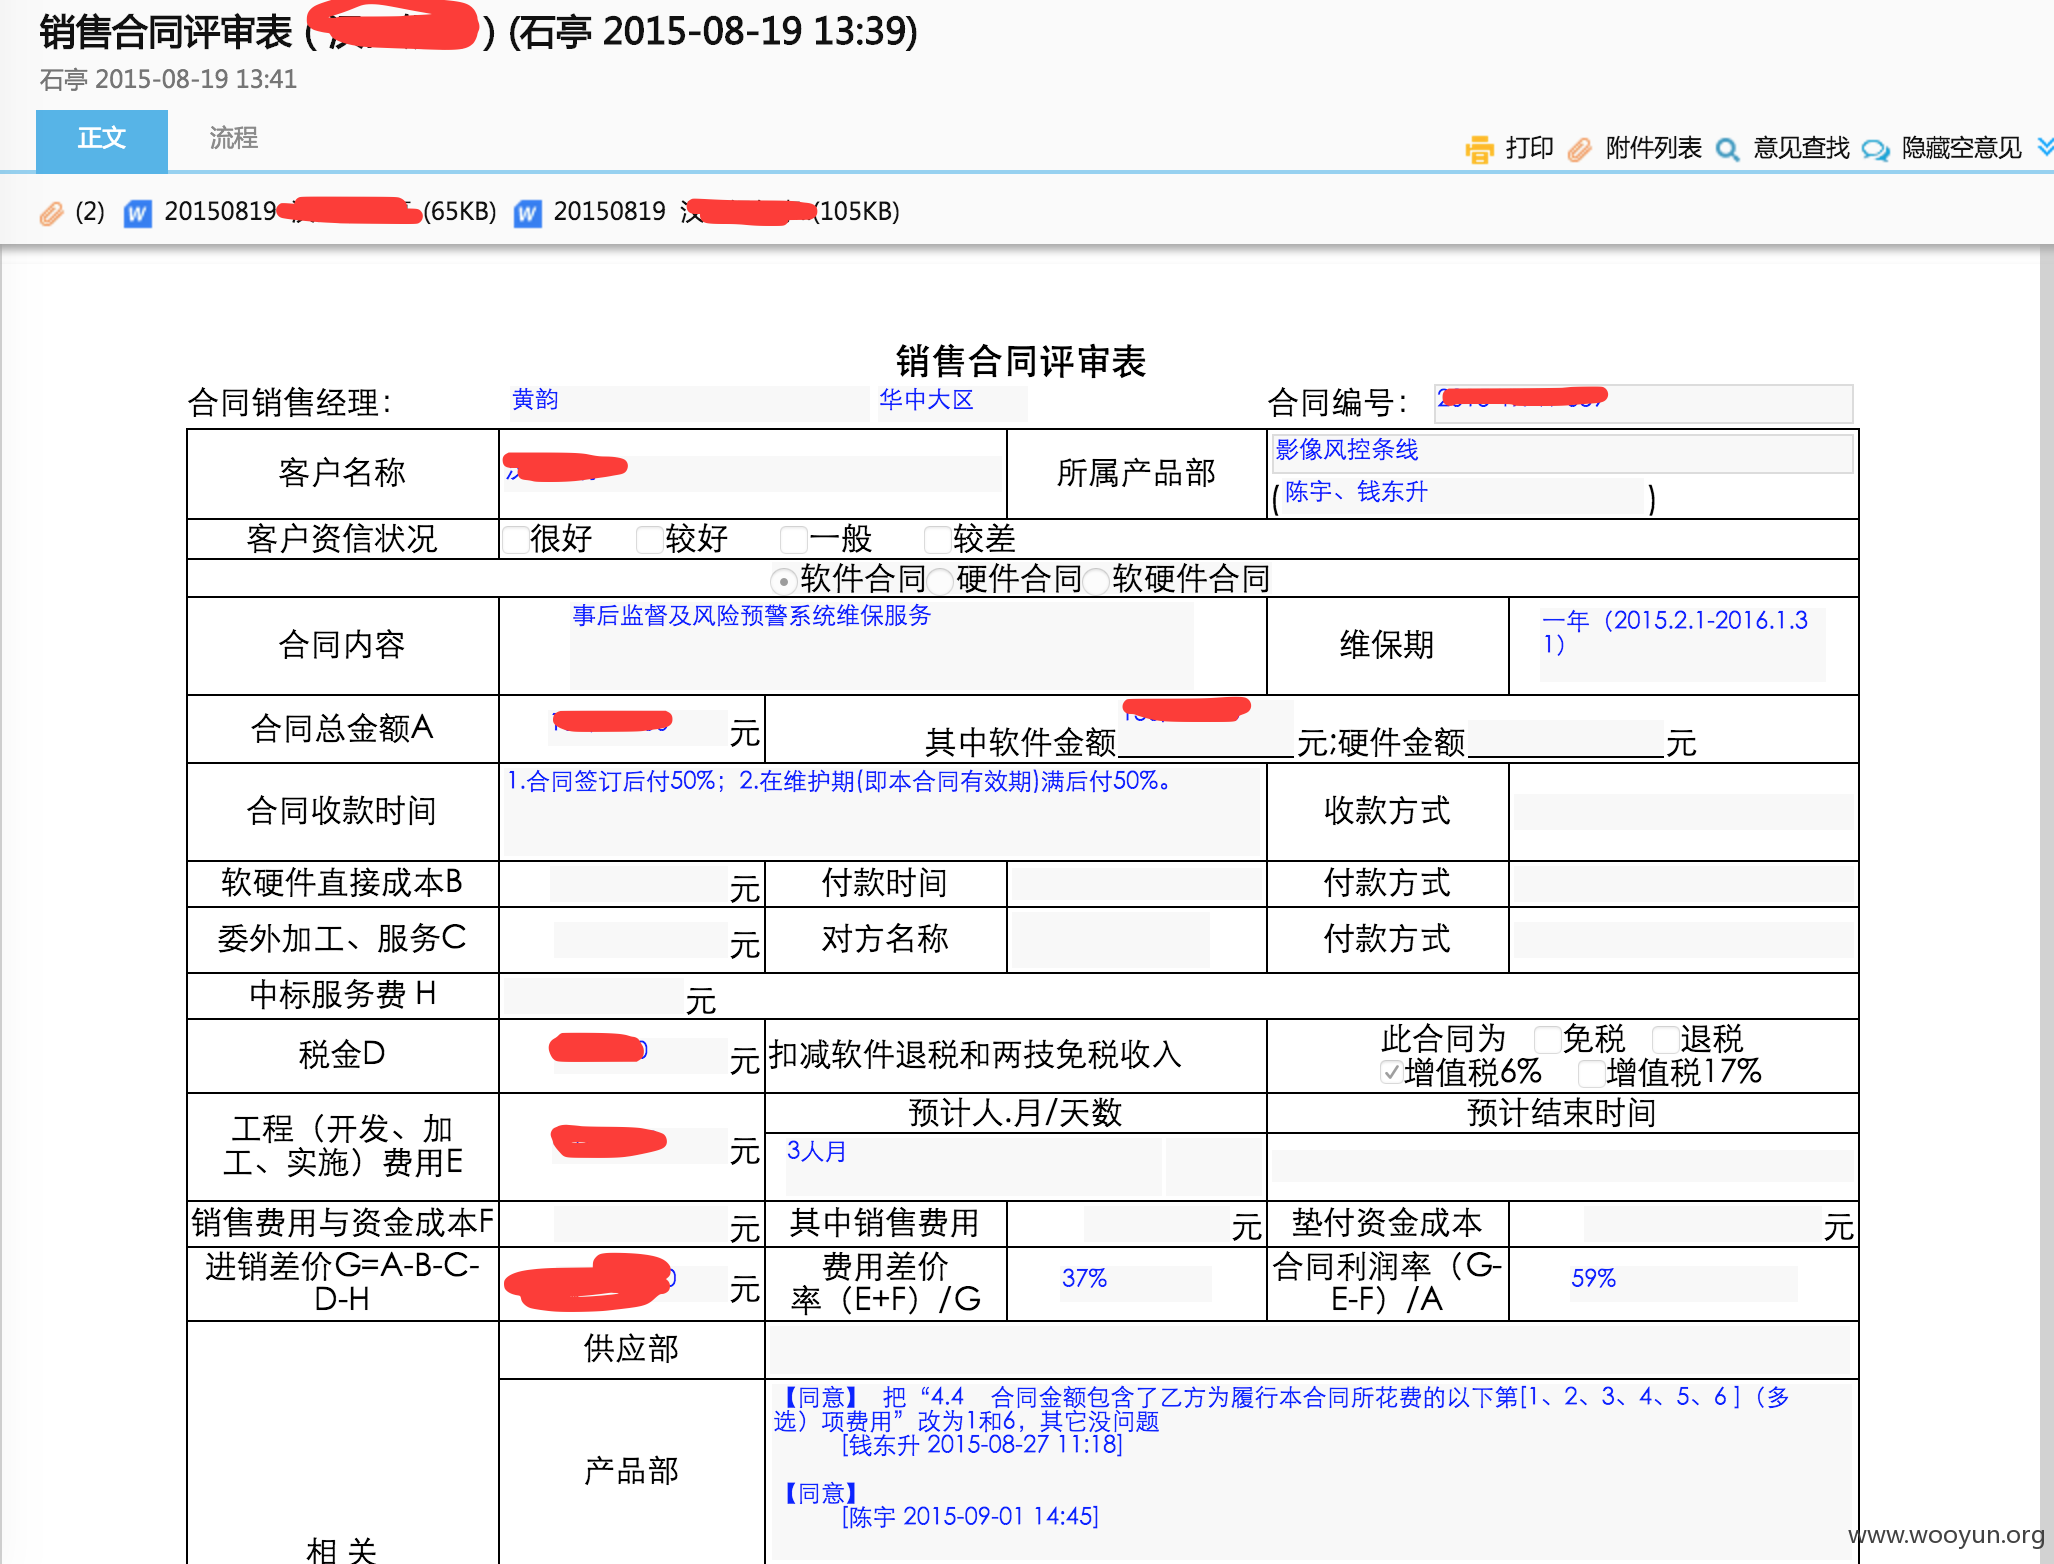 销售合同评审表 ( ) (石亭 2015-08-19 13:39)
石亭 2015-08-19 13:41
正文 流程
打印 附件列表 意见查找 隐藏空意见
(2) 20150819 (65KB) 20150819 汉 (105KB)
销售合同评审表
合同销售经理： 黄韵 华中大区 合同编号：
客户名称 所属产品部 影像风控条线
(陈宇、钱东升 )
客户资信状况 很好 较好 一般 较差
软件合同 硬件合同 软硬件合同
合同内容 事后监督及风险预警系统维保服务 维保期 一年（2015.2.1-2016.1.3
1）
合同总金额A 元 其中软件金额 元;硬件金额 元
合同收款时间 1.合同签订后付50%；2.在维护期(即本合同有效期)满后付50%。 收款方式
软硬件直接成本B 元 付款时间 付款方式
委外加工、服务C 元 对方名称 付款方式
中标服务费 H 元
税金D 元 扣减软件退税和两技免税收入 此合同为 免税 退税
增值税6% 增值税17%
工程（开发、加
工、实施）费用E 元 预计人.月/天数 预计结束时间
3人月
销售费用与资金成本F 元 其中销售费用 元 垫付资金成本 元
进销差价G=A-B-C-
D-H 元 费用差价
率（E+F）/G 37% 合同利润率（G-
E-F）/A 59%
供应部
产品部 【同意】 把“4.4 合同金额包含了乙方为履行本合同所花费的以下第[1、2、3、4、5、6 ]（多
选）项费用”改为1和6，其它没问题
[钱东升 2015-08-27 11:18]
【同意】
[陈宇 2015-09-01 14:45]
相 关
www.wooyun.org